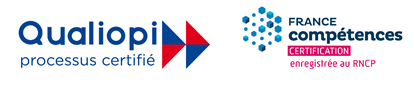 Qualiopi
processus certifié
FRANCE
compétences
CERTIFICATION
enregistrée au RNCP